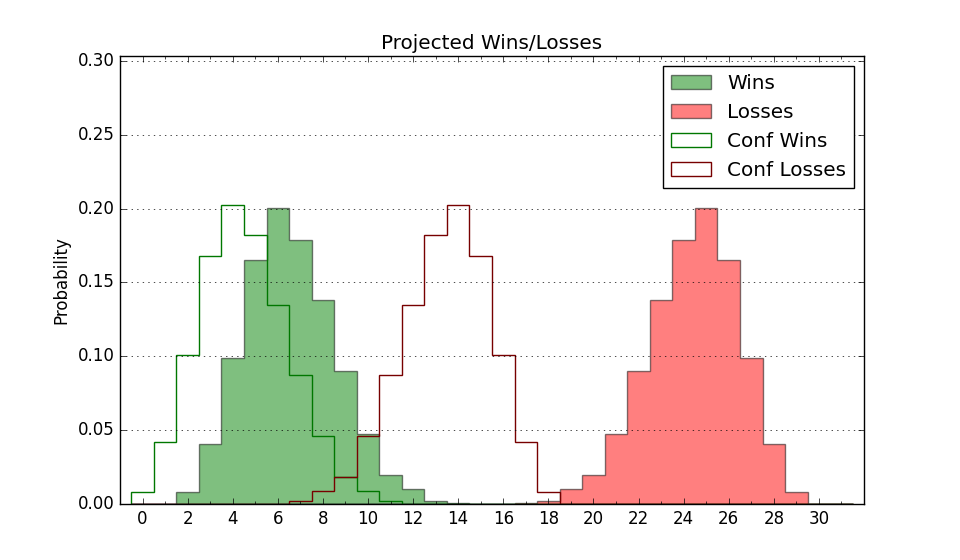 Projected Wins/Losses
0.30
0.25
0.20
0.15
0.10
0.05
0.00
Probability
Wins
Losses
Conf Wins
Conf Losses
0 2 4 6 8 10 12 14 16 18 20 22 24 26 28 30